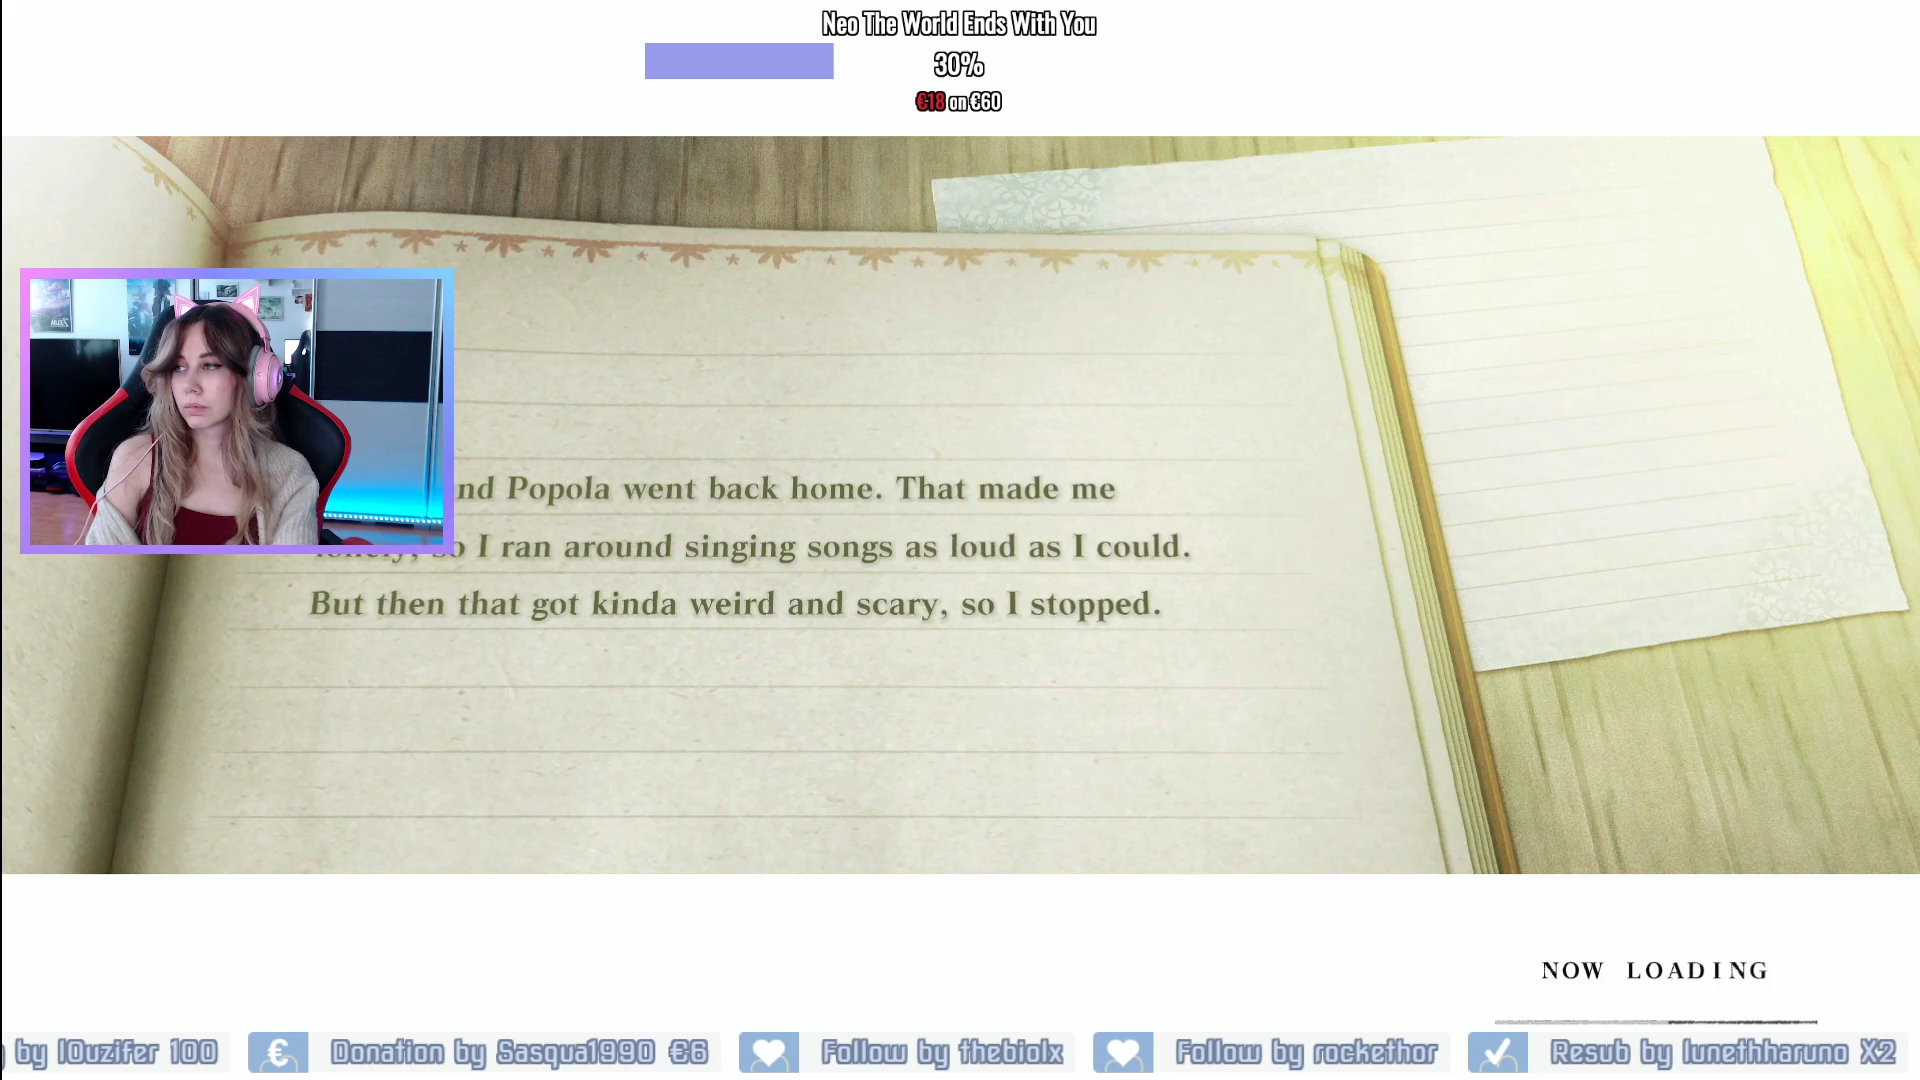 Neo The World Ends With You
30%
€18 on €60
nd Popola went back home. That made me
lonely, so I ran around singing songs as loud as I could.
But then that got kinda weird and scary, so I stopped.
NOW LOADING
by l0uzifer 100
Donation by Sasqua1990 €6
Follow by thebiolx
Follow by rockethor
Resub by lunethharuno X2